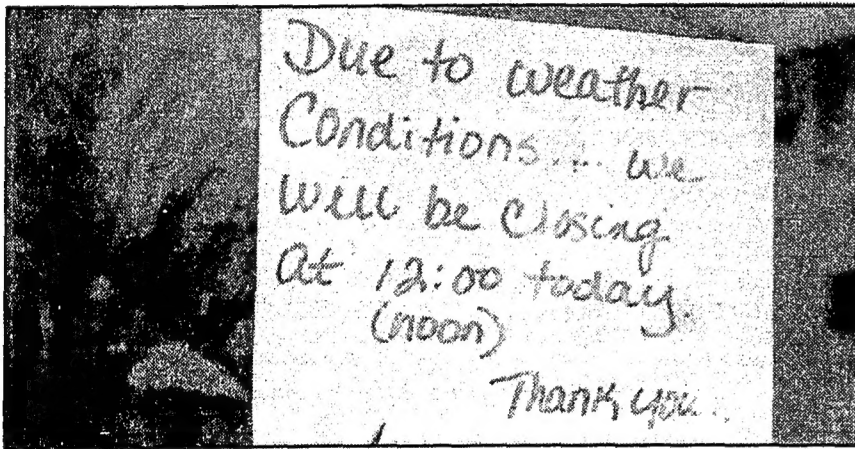 Due to weather
Conditions... we
will be closing
At 12:00 today.
(noon)
Thank you..